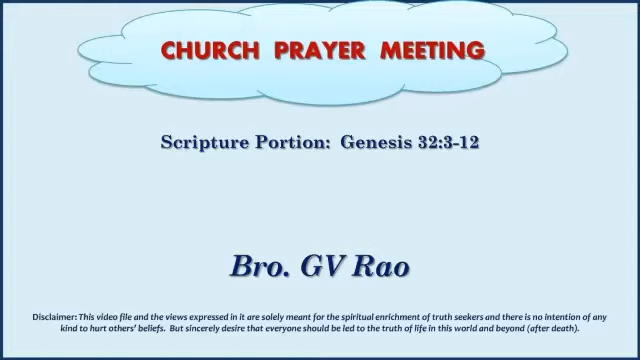 CHURCH PRAYER MEETING
Scripture Portion: Genesis 32:3-12
Bro. GV Rao
Disclaimer: This video file and the views expressed in it are solely meant for the spiritual enrichment of truth seekers and there is no intention of any
kind to hurt others' beliefs. But sincerely desire that everyone should be led to the truth of life in this world and beyond (after death).